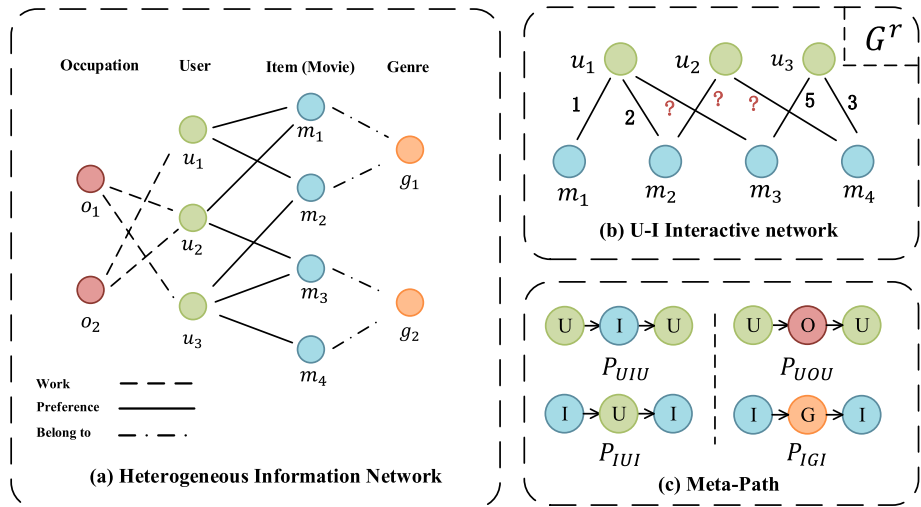 Occupation User Item (Movie) Genre
m1
u1
g1
o1
m2
u2
m3
o2
g2
u3
m4
Work
Preference
Belong to
(a) Heterogeneous Information Network
G^r
u1 u2 u3
1 2 ? ? ? 5 3
m1 m2 m3 m4
(b) U-I Interactive network
U I U U O U
P_UIU P_UOU
I U I I G I
P_IUI P_IGI
(c) Meta-Path